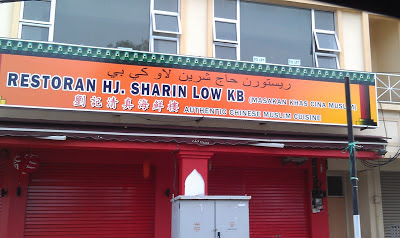 ريستورن حاج شرين لاو كي بي
RESTORAN HJ. SHARIN LOW KB (MASAKAN KHAS CINA MUSLIM)
劉記清真海鮮樓 AUTHENTIC CHINESE MUSLIM CUISINE